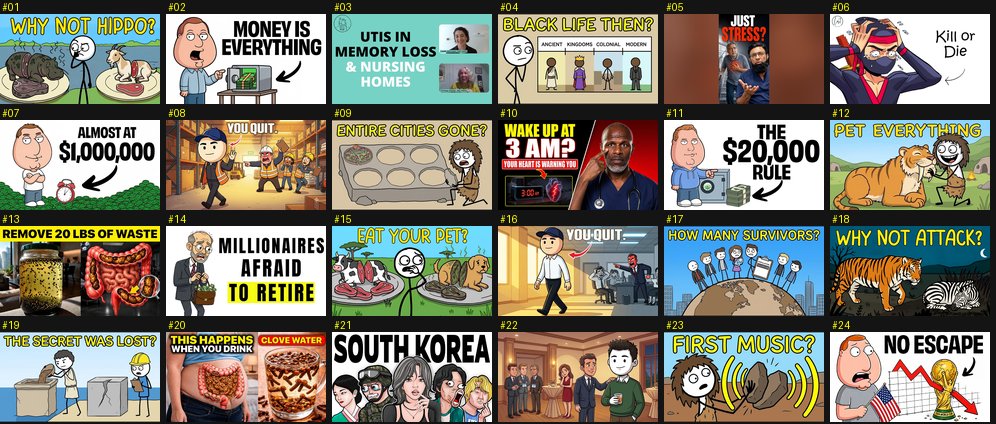 #01
WHY NOT HIPPO?
#02
MONEY IS
EVERYTHING
#03
UTIS IN
MEMORY LOSS
& NURSING
HOMES
#04
BLACK LIFE THEN?
ANCIENT KINGDOMS COLONIAL MODERN
#05
JUST
STRESS?
#06
Kill or
Die
#07
ALMOST AT
$1,000,000
#08
YOU QUIT.
#09
ENTIRE CITIES GONE?
#10
WAKE UP AT
3 AM?
YOUR HEART IS WARNING YOU
3:00
#11
THE
$20,000
RULE
#12
PET EVERYTHING
#13
REMOVE 20 LBS OF WASTE
#14
MILLIONAIRES
AFRAID
TO RETIRE
#15
EAT YOUR PET?
#16
YOU QUIT.
#17
HOW MANY SURVIVORS?
#18
WHY NOT ATTACK?
#19
THE SECRET WAS LOST?
#20
THIS HAPPENS
WHEN YOU DRINK
CLOVE WATER
#21
SOUTH KOREA
#22
#23
FIRST MUSIC?
#24
NO ESCAPE